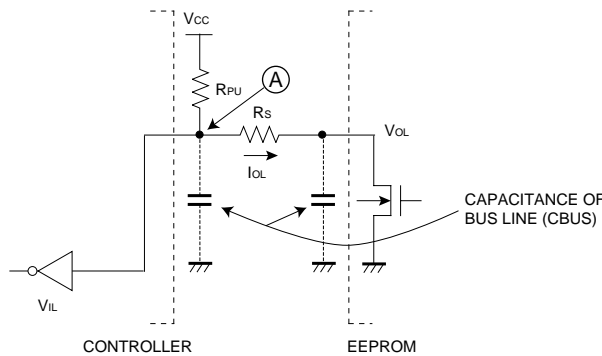 VCC
A
RPU
RS
VOL
IOL
CAPACITANCE OF
BUS LINE (CBUS)
VIL
CONTROLLER
EEPROM